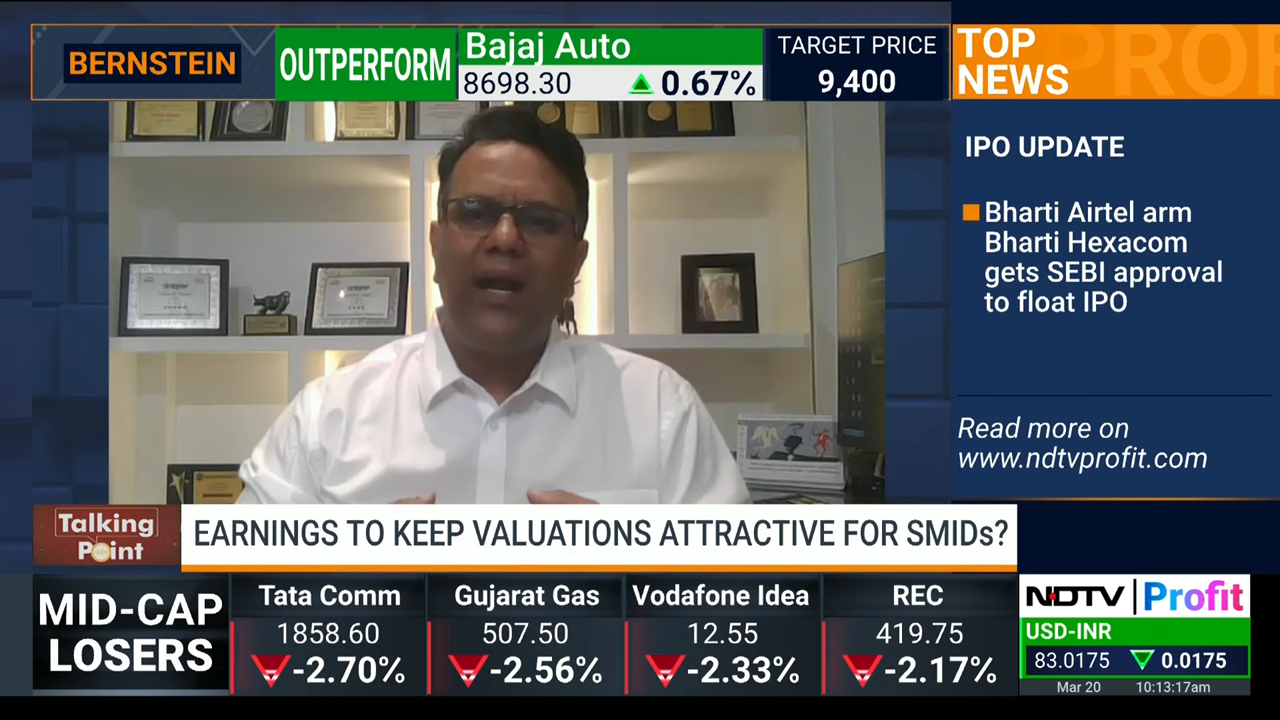 BERNSTEIN
OUTPERFORM
Bajaj Auto
8698.30 ▲ 0.67%
TARGET PRICE
9,400
TOP
NEWS
IPO UPDATE
Bharti Airtel arm
Bharti Hexacom
gets SEBI approval
to float IPO
Read more on
www.ndtvprofit.com
Talking
Point
EARNINGS TO KEEP VALUATIONS ATTRACTIVE FOR SMIDs?
MID-CAP
LOSERS
Tata Comm
1858.60
-2.70%
Gujarat Gas
507.50
-2.56%
Vodafone Idea
12.55
-2.33%
REC
419.75
-2.17%
NDTV Profit
USD-INR
83.0175 ▼ 0.0175
Mar 20 10:13:17am